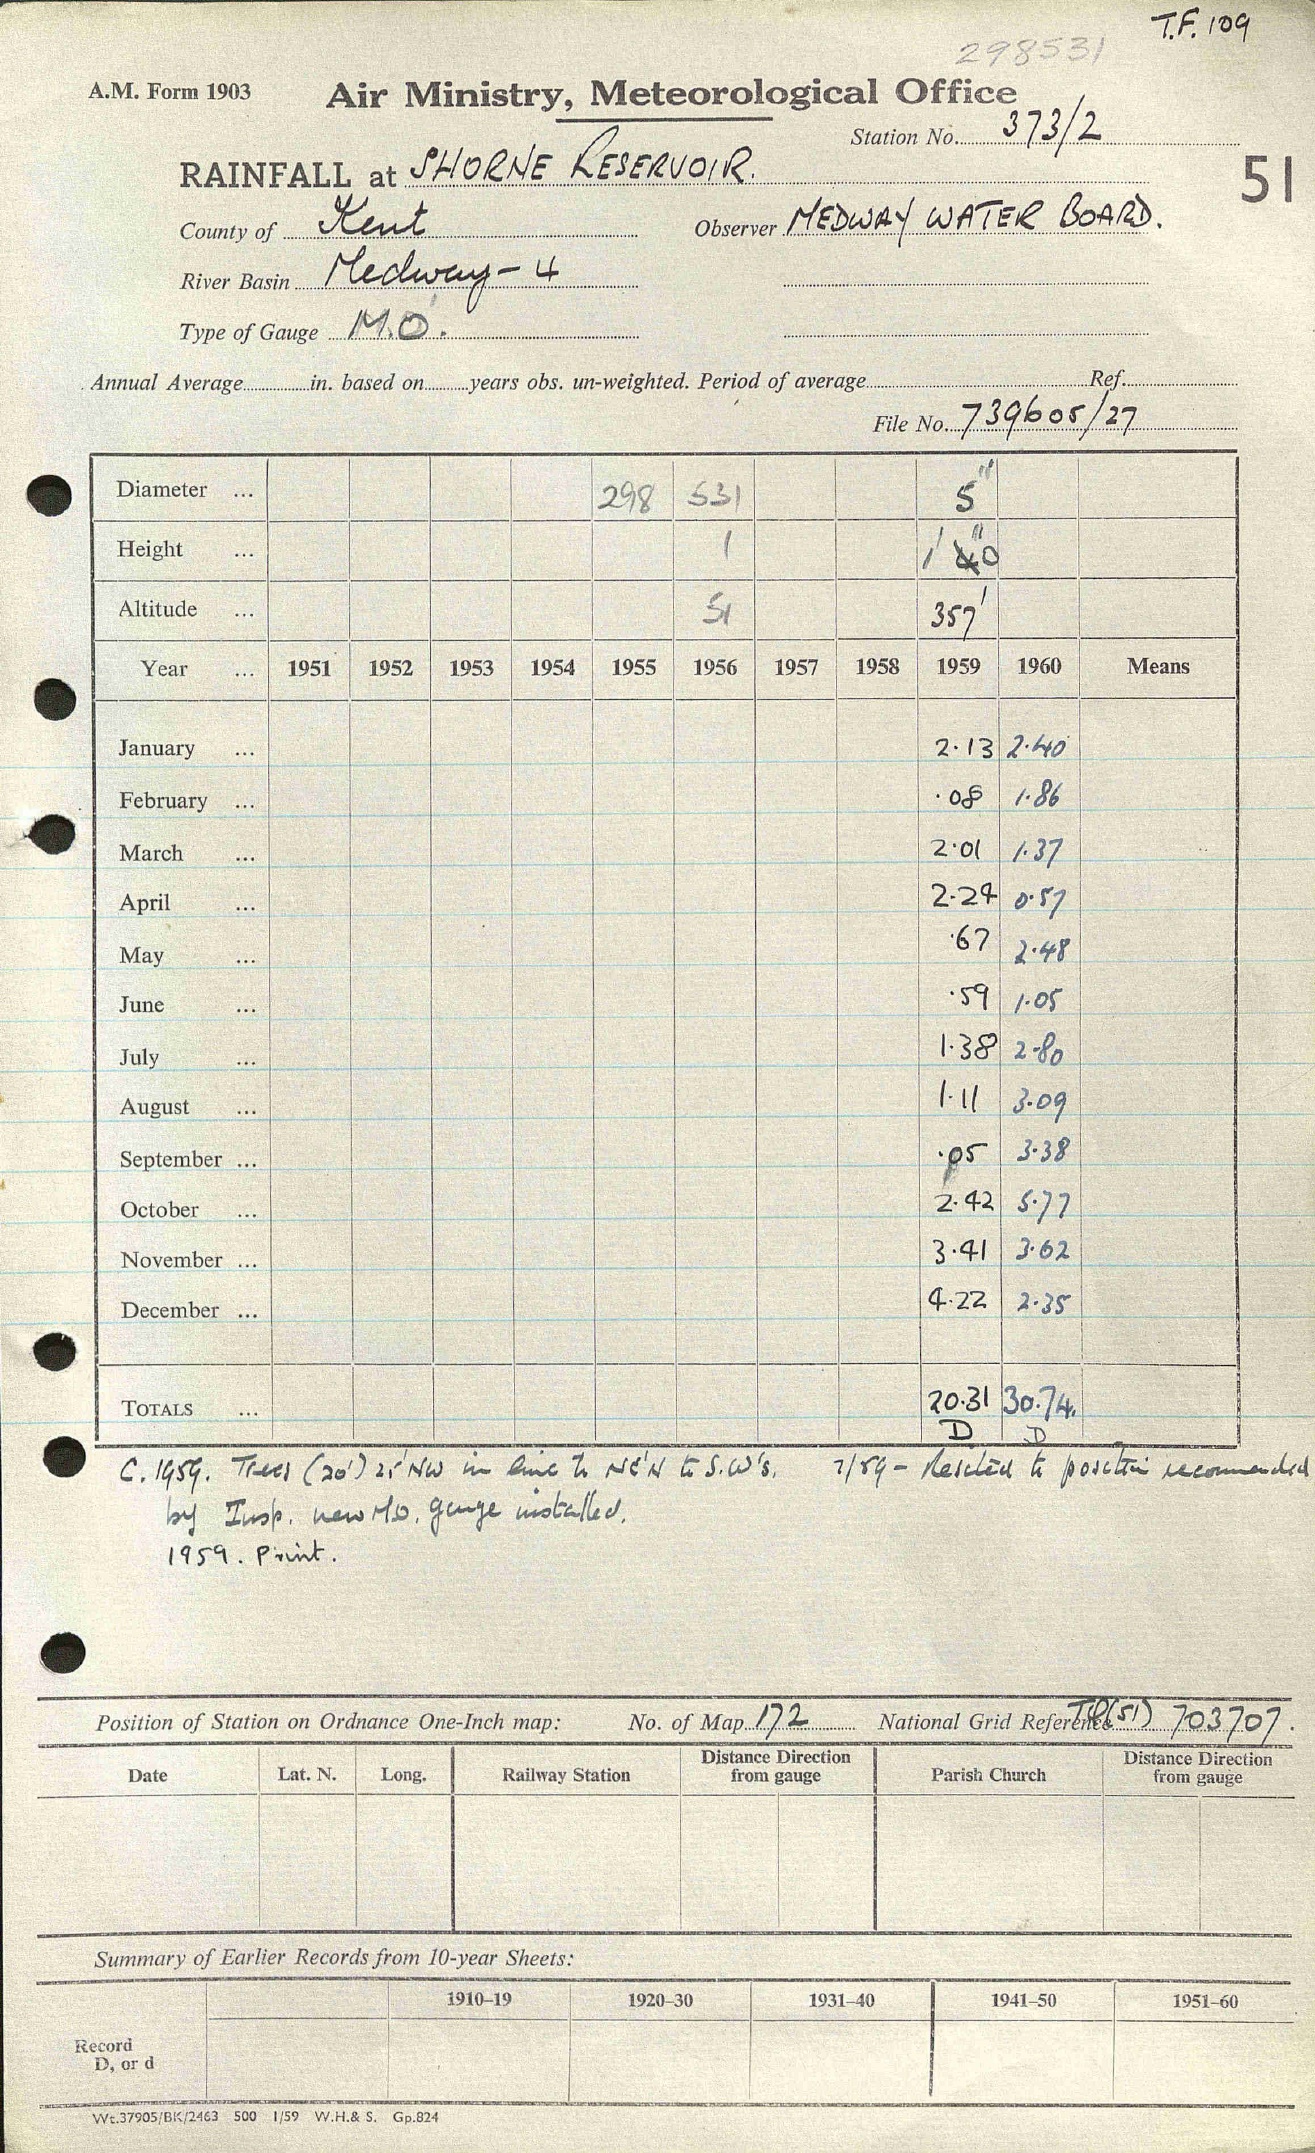 T.F. 109
298531
A.M. Form 1903 Air Ministry, Meteorological Office
Station No. 373/2
RAINFALL at SHORNE RESERVOIR. 51
County of Kent Observer MEDWAY WATER BOARD.
River Basin Medway - 4
Type of Gauge M.O.
Annual Average in. based on years obs. un-weighted. Period of average Ref.
File No. 739605/27
Diameter ... 298 531 5"
Height ... 1 1' 0"
Altitude ... 51 357'
Year ... 1951 1952 1953 1954 1955 1956 1957 1958 1959 1960 Means
January ... 2.13 2.40
February ... .08 1.86
March ... 2.01 1.37
April ... 2.24 0.57
May ... .67 2.48
June ... .59 1.05
July ... 1.38 2.80
August ... 1.11 3.09
September ... .05 3.38
October ... 2.42 5.77
November ... 3.41 3.62
December ... 4.22 2.35
TOTALS ... 20.31 30.74.
D D
C. 1959. Trees (20') 25' NW in line to NE'N to S.W's. 7/59 - Resited to position recommended
by Insp. new M.O. gauge installed.
1959. Print.
Position of Station on Ordnance One-Inch map: No. of Map 172 National Grid Reference TQ(51) 703707.
Date Lat. N. Long. Railway Station Distance Direction from gauge Parish Church Distance Direction from gauge
Summary of Earlier Records from 10-year Sheets:
1910-19 1920-30 1931-40 1941-50 1951-60
Record
D, or d
Wt.37905/BK/2463 500 1/59 W.H.& S. Gp.824